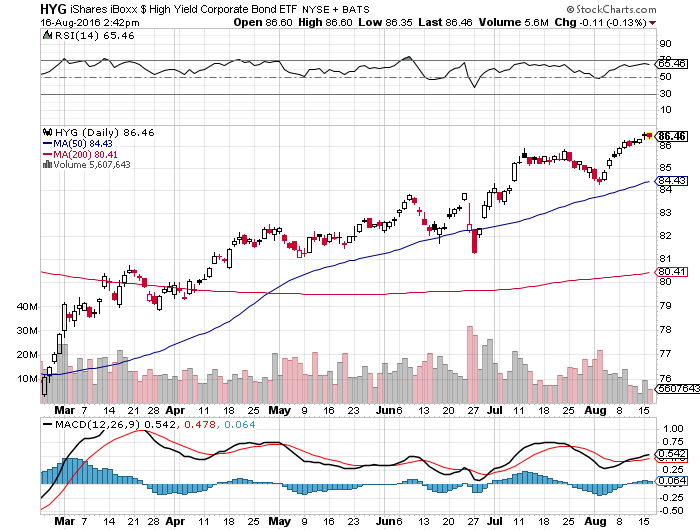 HYG iShares iBoxx $ High Yield Corporate Bond ETF NYSE + BATS
© StockCharts.com
16-Aug-2016 2:42pm
Open 86.60 High 86.60 Low 86.35 Last 86.46 Volume 5.6M Chg -0.11 (-0.13%)
RSI(14) 65.46
90
70
65.46
50
30
10
HYG (Daily) 86.46
MA(50) 84.43
MA(200) 80.41
Volume 5,607,643
86.46
86
85
84.43
84
83
82
81
80.41
80
79
78
77
76
5607643
40M
30M
20M
10M
Mar 7 14 21 28 Apr 11 18 25 May 9 16 23 Jun 6 13 20 27 Jul 11 18 25 Aug 8 15
MACD(12,26,9) 0.542, 0.478, 0.064
1.00
0.75
0.542
0.25
0.064
-0.25
-0.50
Mar 7 14 21 28 Apr 11 18 25 May 9 16 23 Jun 6 13 20 27 Jul 11 18 25 Aug 8 15